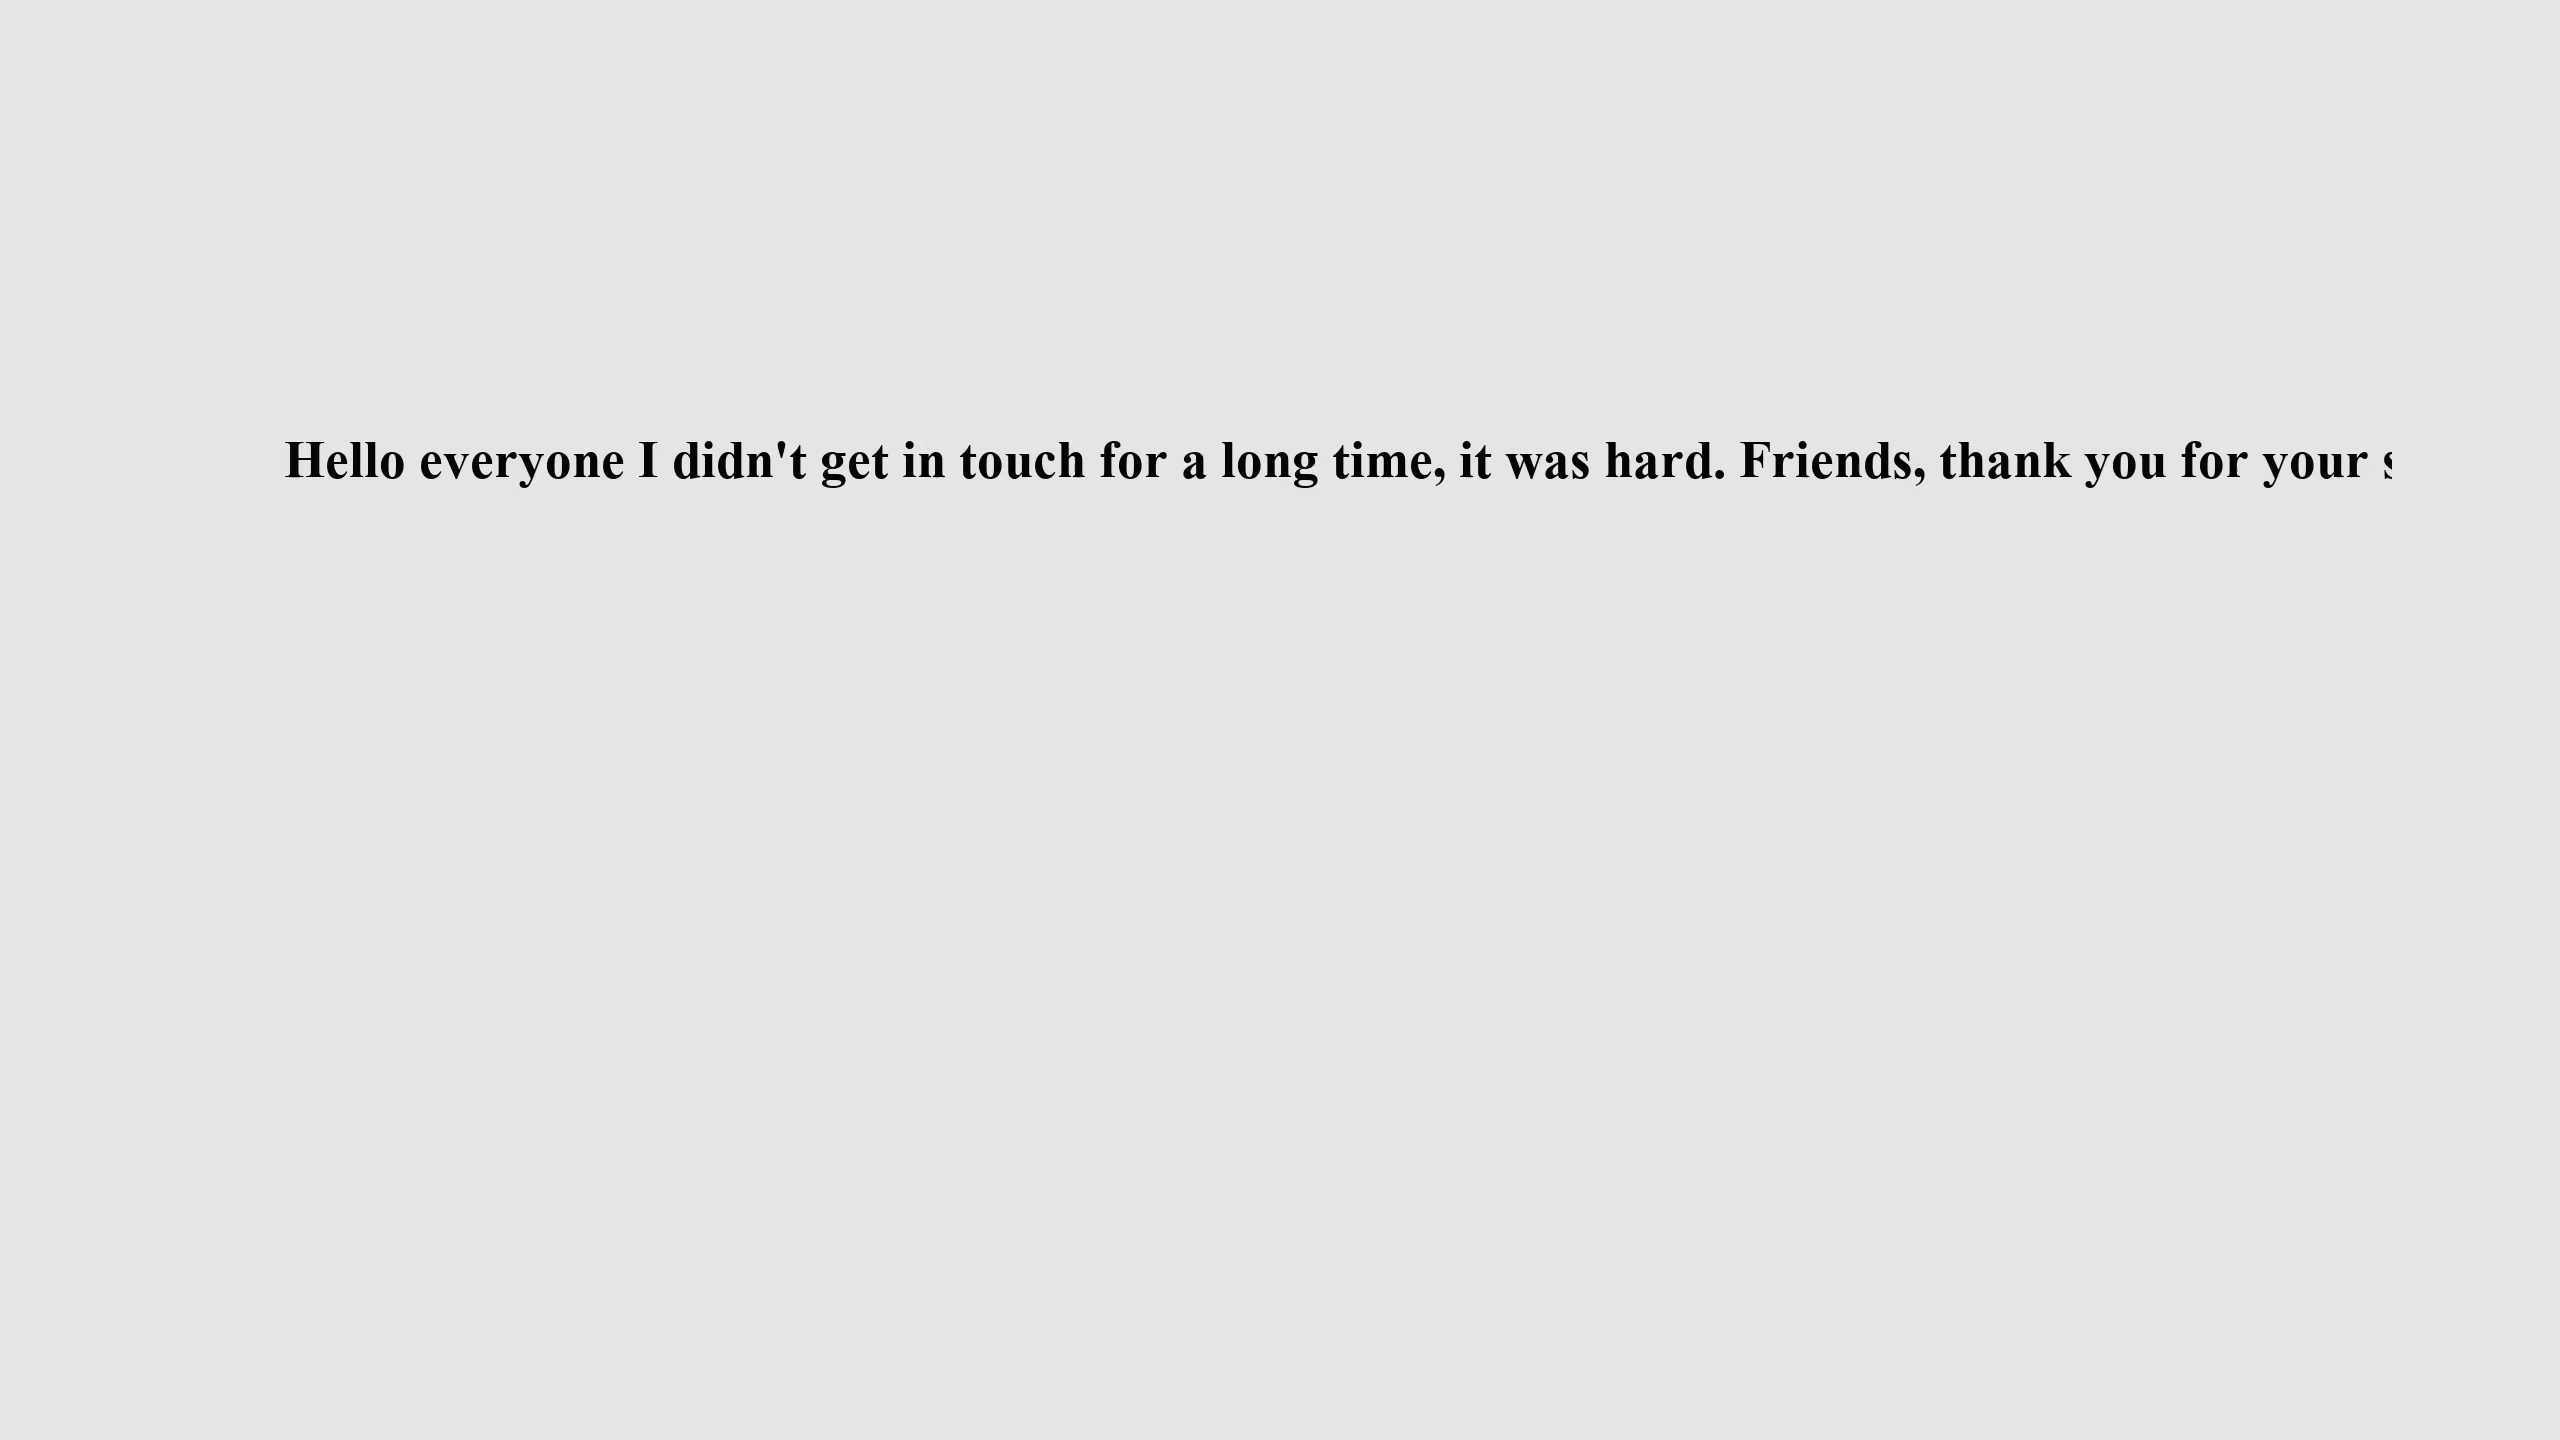 Hello everyone I didn't get in touch for a long time, it was hard. Friends, thank you for your